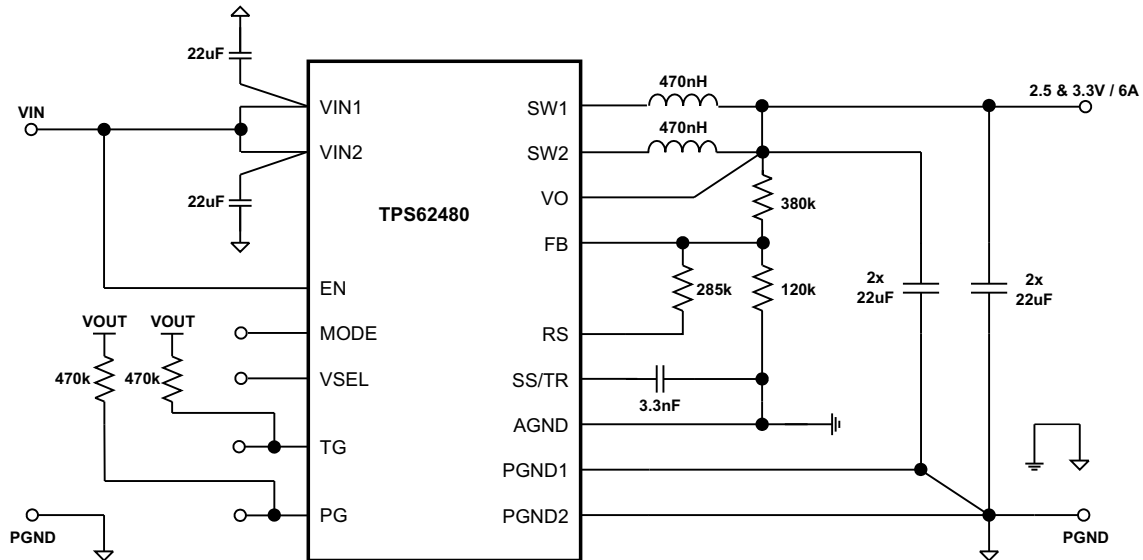 22uF
VIN
22uF
VOUT
VOUT
470k
470k
PGND
VIN1
VIN2
EN
MODE
VSEL
TG
PG
TPS62480
SW1
SW2
VO
FB
RS
SS/TR
AGND
PGND1
PGND2
470nH
470nH
380k
285k
120k
3.3nF
2x
22uF
2x
22uF
2.5 & 3.3V / 6A
PGND